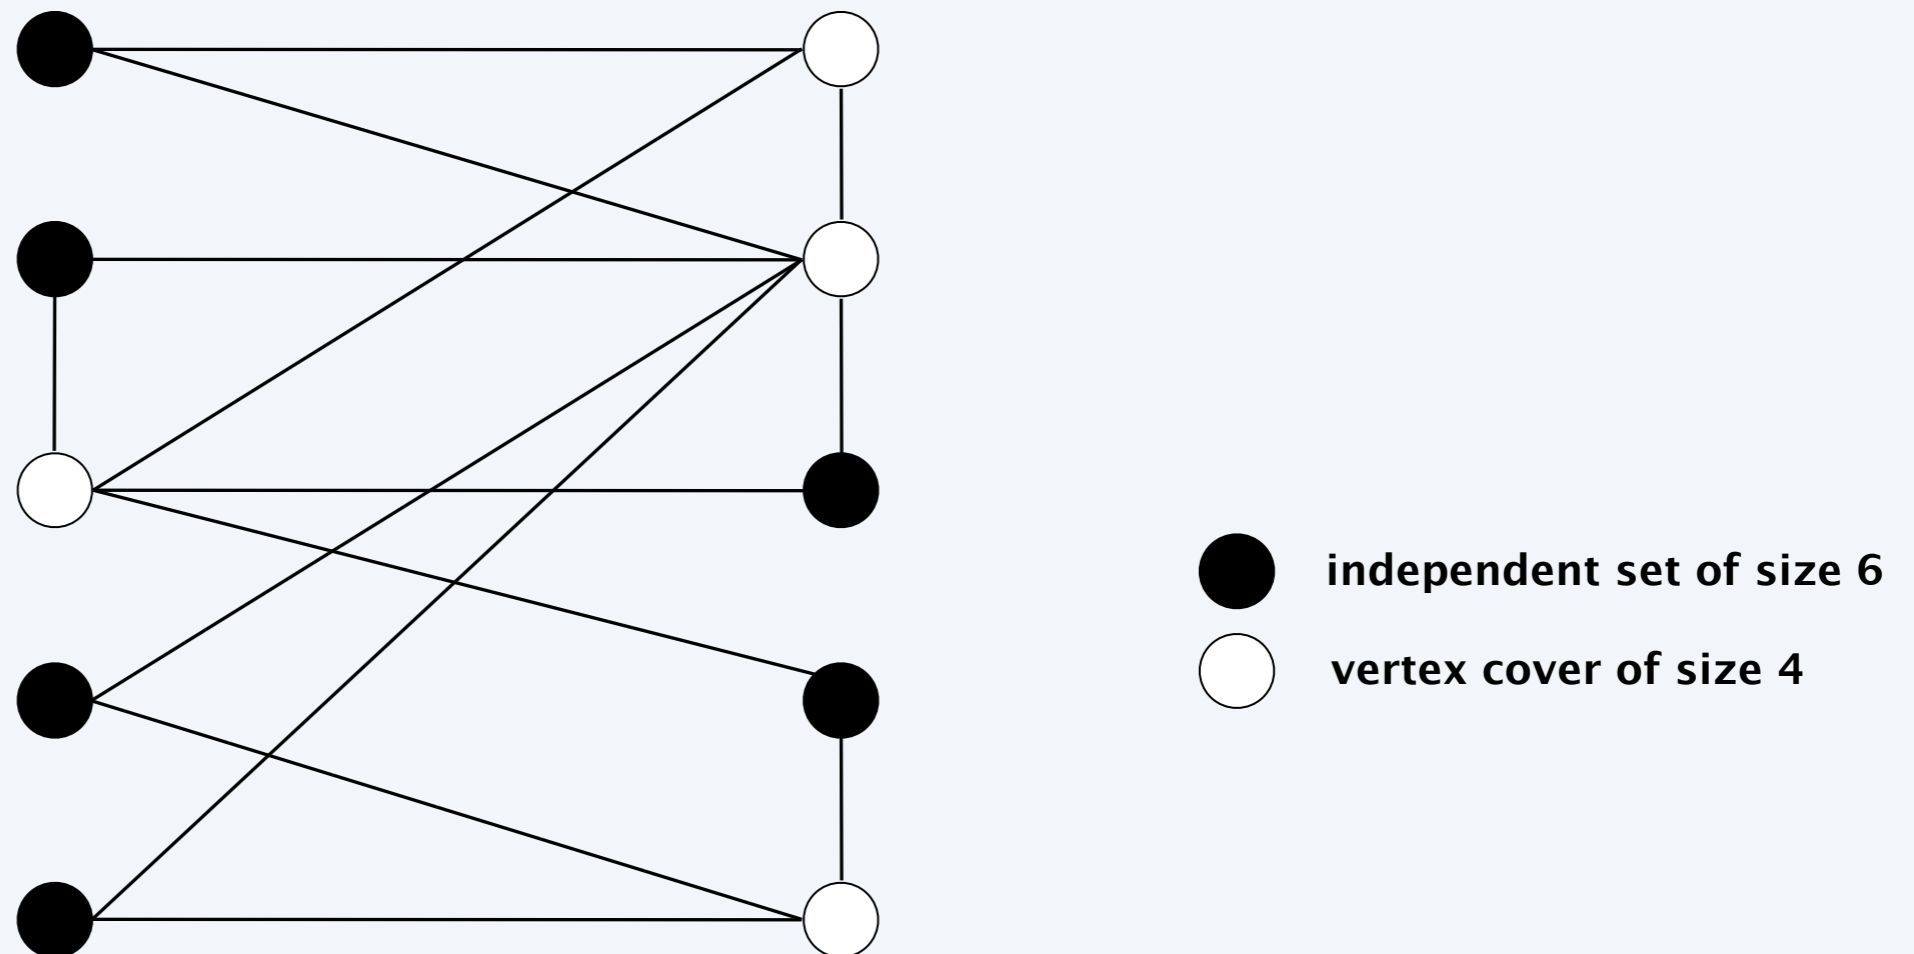 independent set of size 6
vertex cover of size 4